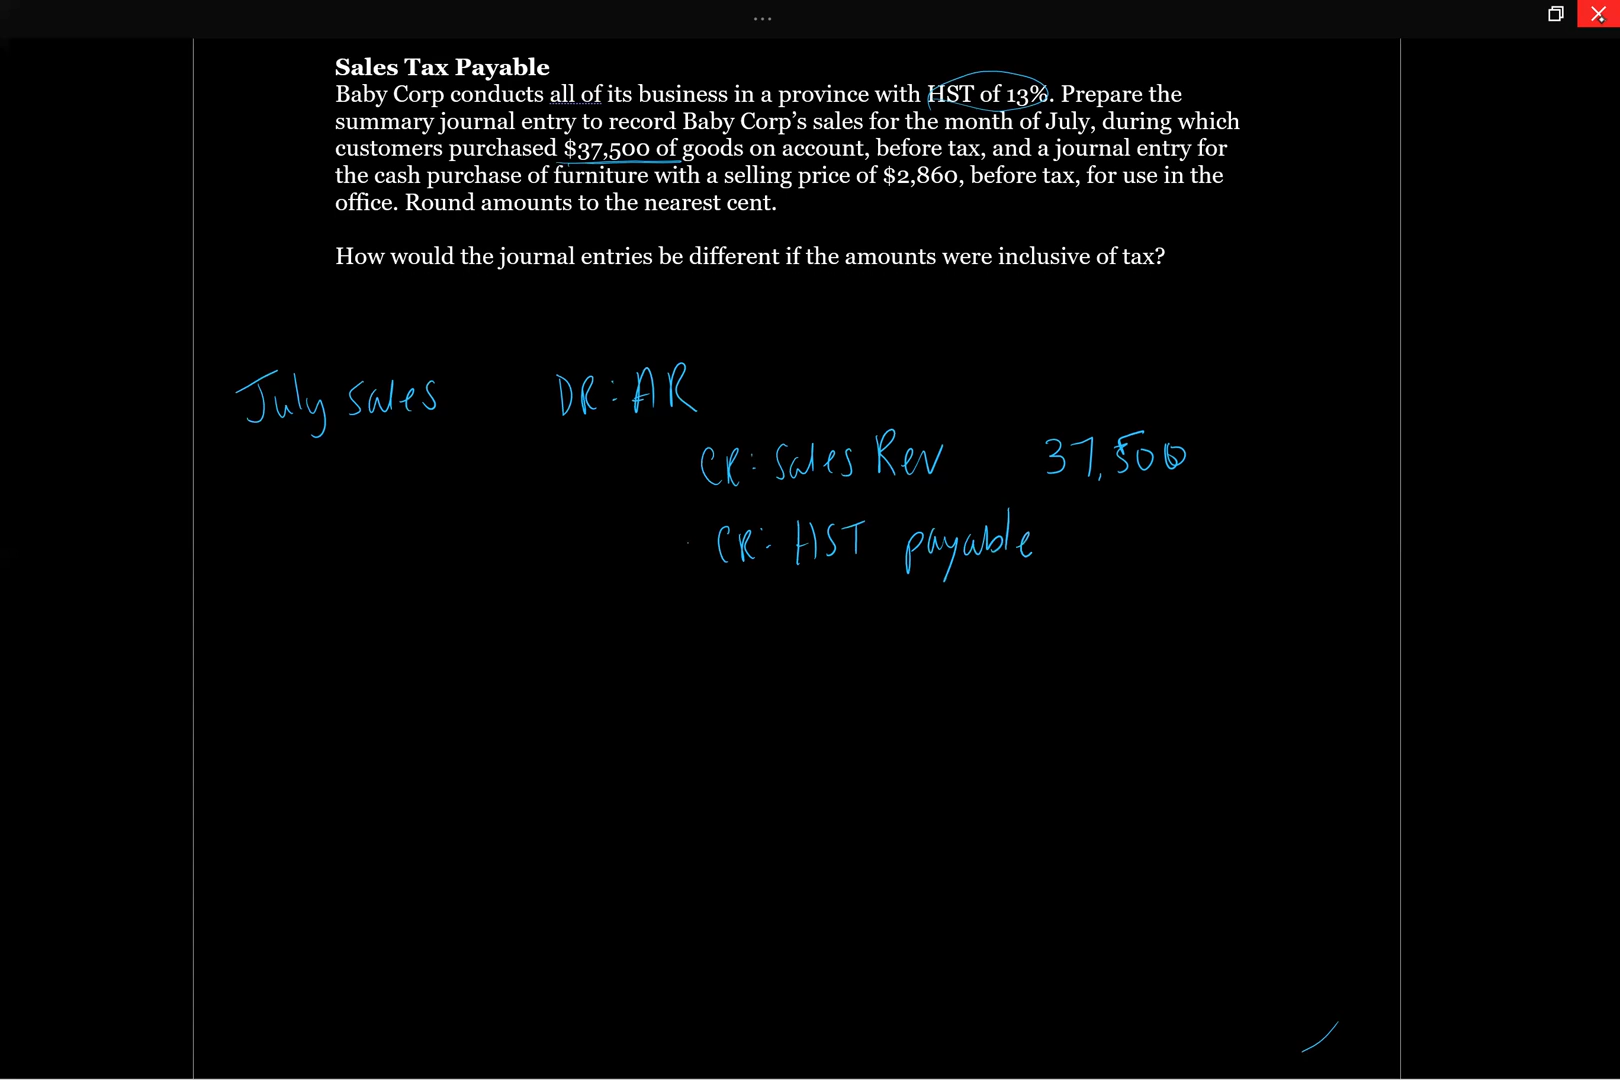 Sales Tax Payable
Baby Corp conducts all of its business in a province with HST of 13%. Prepare the
summary journal entry to record Baby Corp's sales for the month of July, during which
customers purchased $37,500 of goods on account, before tax, and a journal entry for
the cash purchase of furniture with a selling price of $2,860, before tax, for use in the
office. Round amounts to the nearest cent.
How would the journal entries be different if the amounts were inclusive of tax?
July sales DR: AR
CR: Sales Rev 37,500
CR: HST payable